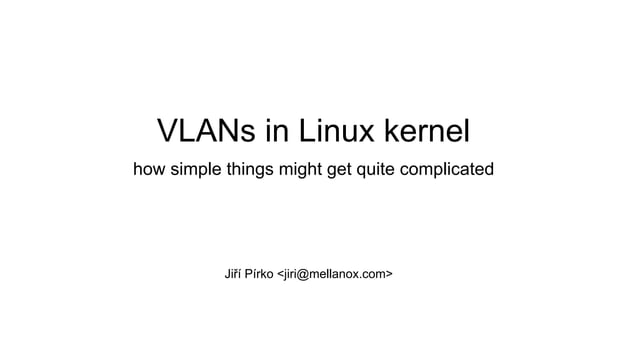 VLANs in Linux kernel
how simple things might get quite complicated
Jiří Pírko <jiri@mellanox.com>